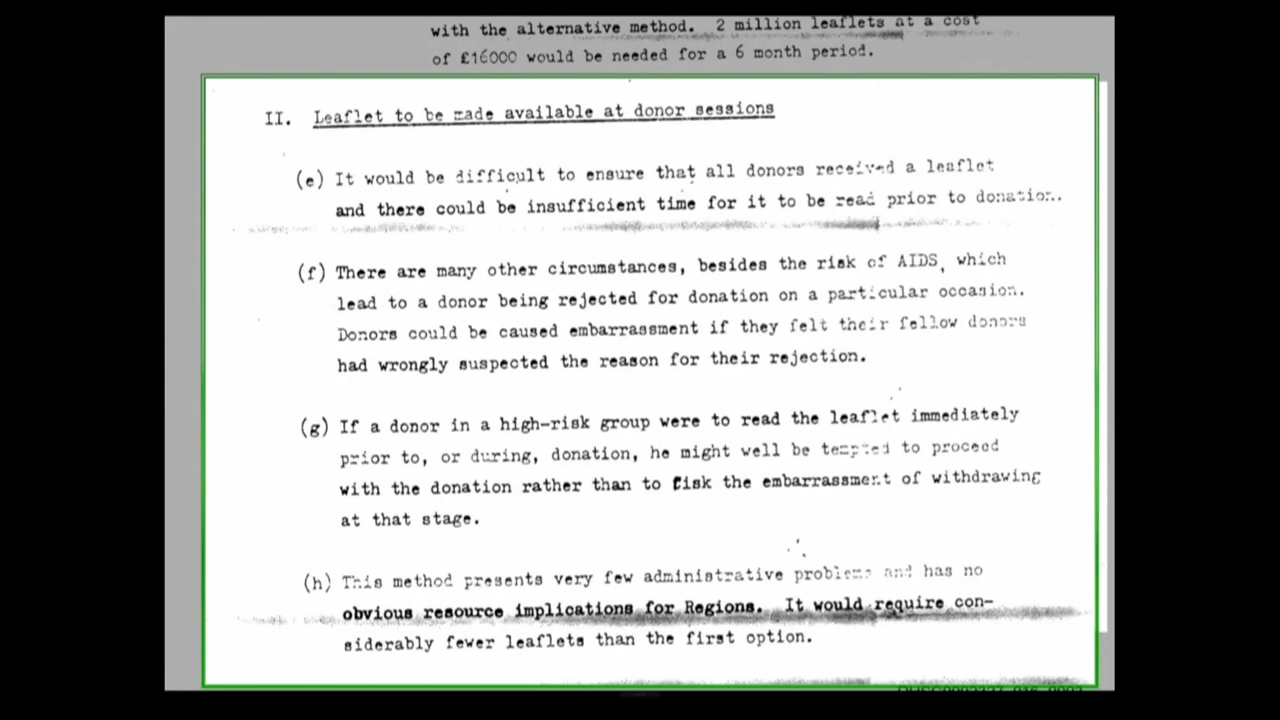 with the alternative method. 2 million leaflets at a cost
of £16000 would be needed for a 6 month period.
II. Leaflet to be made available at donor sessions
(e) It would be difficult to ensure that all donors received a leaflet
and there could be insufficient time for it to be read prior to donation.
(f) There are many other circumstances, besides the risk of AIDS, which
lead to a donor being rejected for donation on a particular occasion.
Donors could be caused embarrassment if they felt their fellow donors
had wrongly suspected the reason for their rejection.
(g) If a donor in a high-risk group were to read the leaflet immediately
prior to, or during, donation, he might well be tempted to proceed
with the donation rather than to risk the embarrassment of withdrawing
at that stage.
(h) This method presents very few administrative problems and has no
obvious resource implications for Regions. It would require con-
siderably fewer leaflets than the first option.